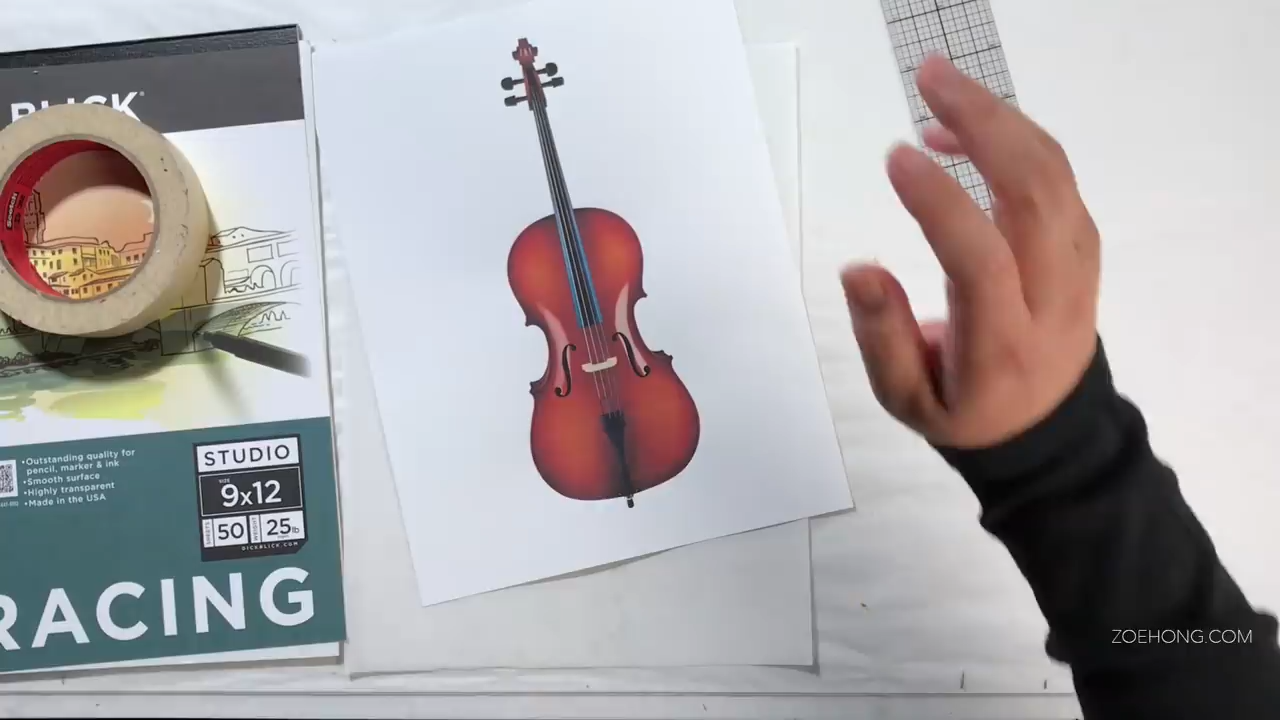 •Outstanding quality for
pencil, marker & ink
•Smooth surface
•Highly transparent
•Made in the USA
STUDIO
SIZE
9x12
SHEETS
50
WEIGHT
25lb
DICKBLICK.COM
RACING
ZOEHONG.COM